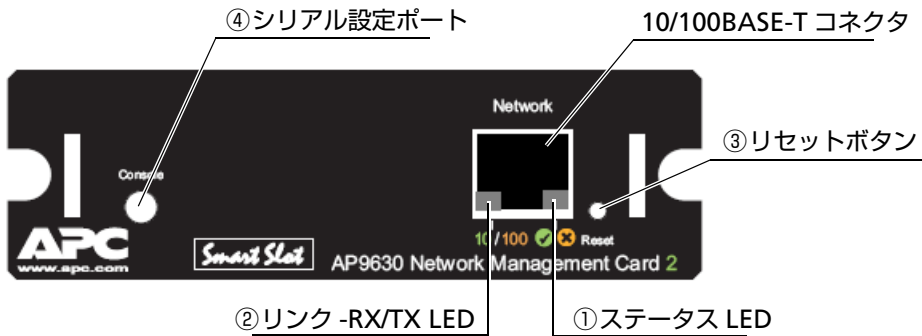 ④シリアル設定ポート
10/100BASE-T コネクタ
Network
③リセットボタン
Console
10/100
Reset
APC
www.apc.com
Smart Slot
AP9630 Network Management Card 2
②リンク -RX/TX LED
①ステータス LED